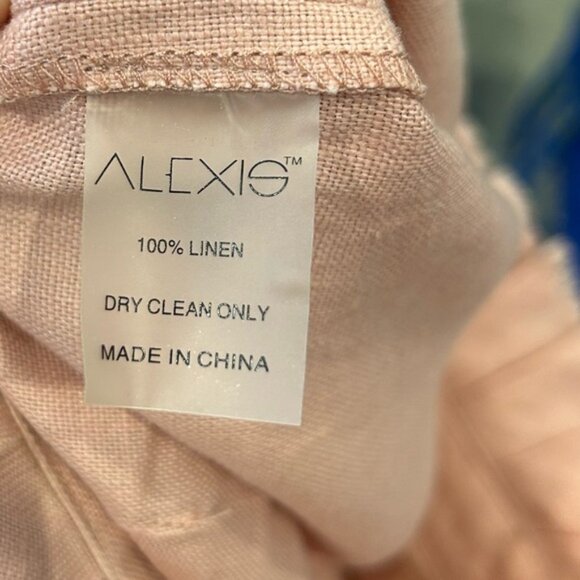 ALEXIS™
100% LINEN
DRY CLEAN ONLY
MADE IN CHINA